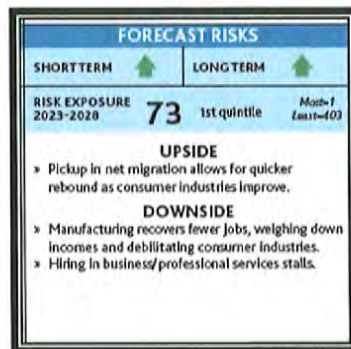 FORECAST RISKS
SHORT TERM
LONG TERM
RISK EXPOSURE
2023-2028
73
1st quintile
Most=1
Least=403
UPSIDE
» Pickup in net migration allows for quicker
rebound as consumer industries improve.
DOWNSIDE
» Manufacturing recovers fewer jobs, weighing down
incomes and debilitating consumer industries.
» Hiring in business/professional services stalls.